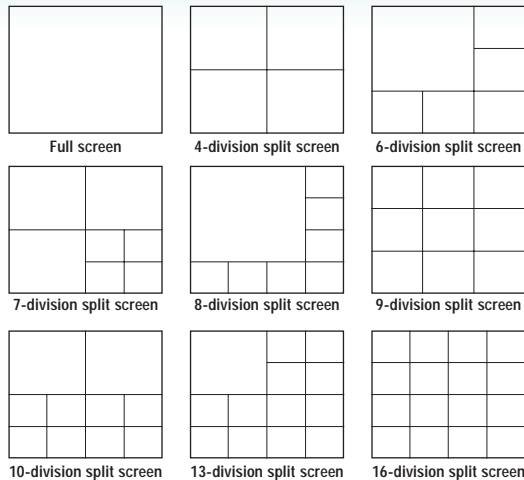 Full screen
4-division split screen
6-division split screen
7-division split screen
8-division split screen
9-division split screen
10-division split screen
13-division split screen
16-division split screen